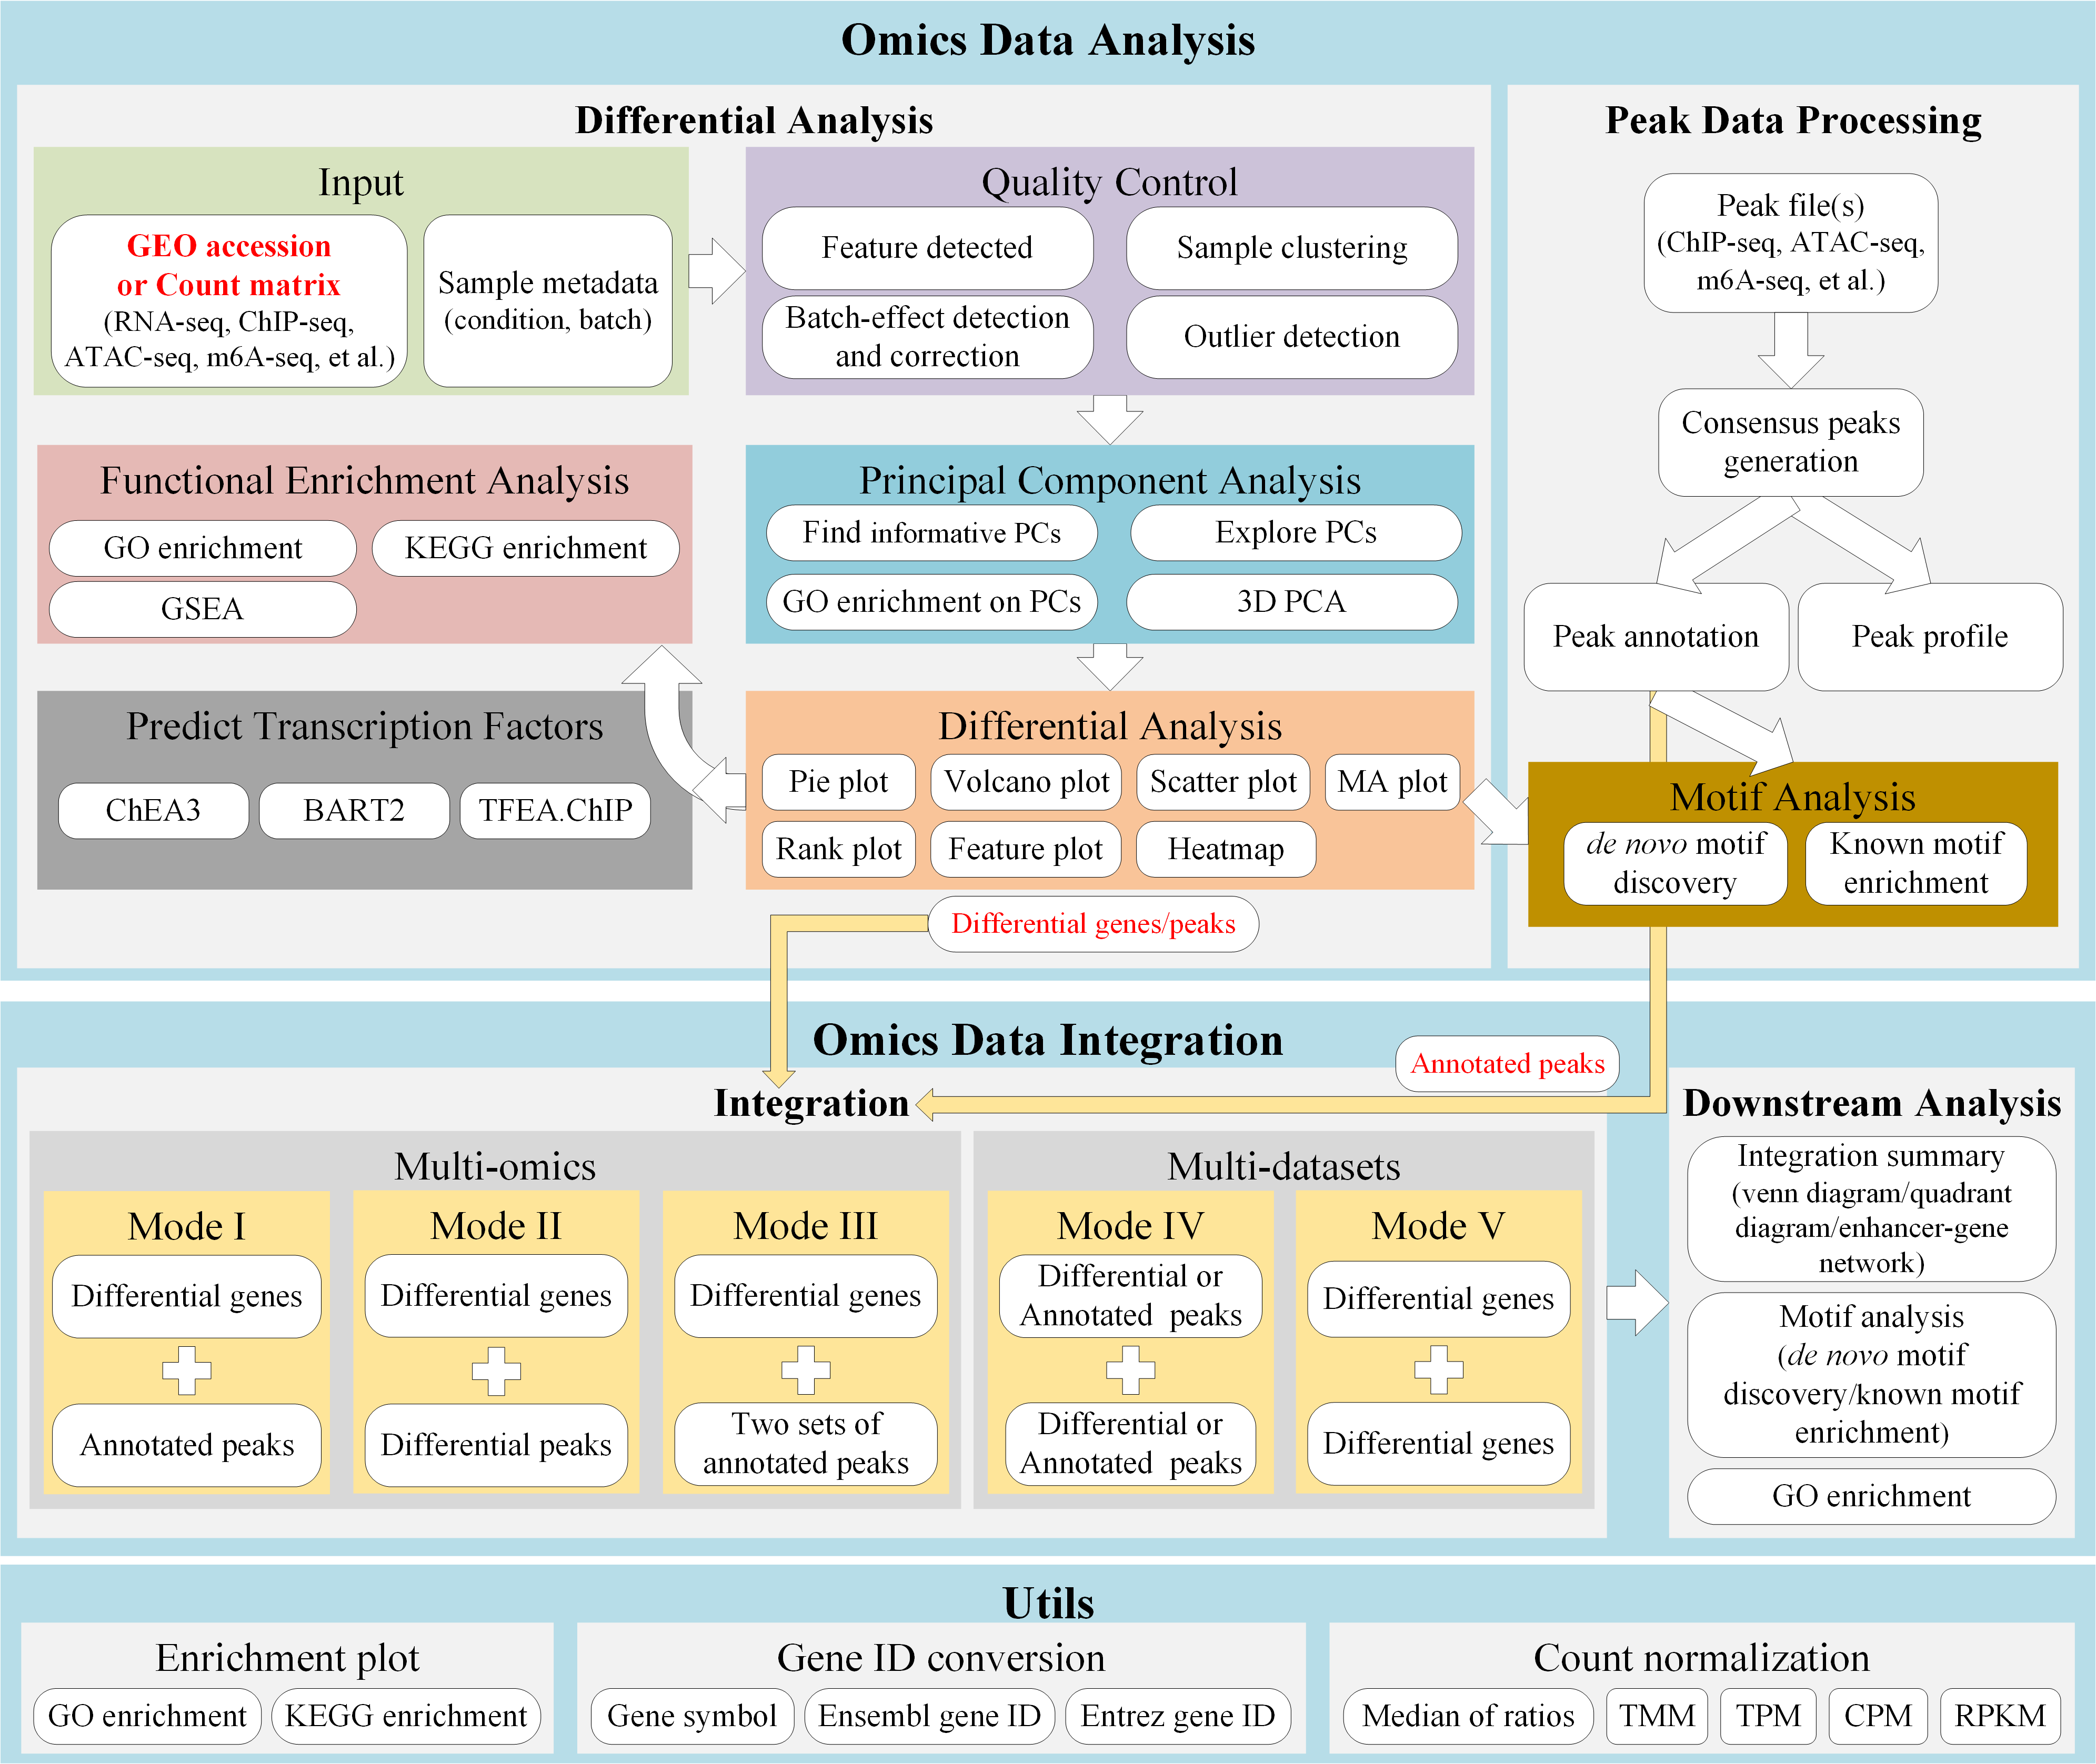 Omics Data Analysis
Differential Analysis
Input
GEO accession
or Count matrix
(RNA-seq, ChIP-seq,
ATAC-seq, m6A-seq, et al.)
Sample metadata
(condition, batch)
Quality Control
Feature detected
Sample clustering
Batch-effect detection
and correction
Outlier detection
Functional Enrichment Analysis
GO enrichment
KEGG enrichment
GSEA
Principal Component Analysis
Find informative PCs
Explore PCs
GO enrichment on PCs
3D PCA
Predict Transcription Factors
ChEA3
BART2
TFEA.ChIP
Differential Analysis
Pie plot
Volcano plot
Scatter plot
MA plot
Rank plot
Feature plot
Heatmap
Differential genes/peaks
Peak Data Processing
Peak file(s)
(ChIP-seq, ATAC-seq,
m6A-seq, et al.)
Consensus peaks
generation
Peak annotation
Peak profile
Motif Analysis
de novo motif
discovery
Known motif
enrichment
Omics Data Integration
Annotated peaks
Integration
Multi-omics
Mode I
Differential genes
Annotated peaks
Mode II
Differential genes
Differential peaks
Mode III
Differential genes
Two sets of
annotated peaks
Multi-datasets
Mode IV
Differential or
Annotated peaks
Differential or
Annotated peaks
Mode V
Differential genes
Differential genes
Downstream Analysis
Integration summary
(venn diagram/quadrant
diagram/enhancer-gene
network)
Motif analysis
(de novo motif
discovery/known motif
enrichment)
GO enrichment
Utils
Enrichment plot
GO enrichment
KEGG enrichment
Gene ID conversion
Gene symbol
Ensembl gene ID
Entrez gene ID
Count normalization
Median of ratios
TMM
TPM
CPM
RPKM